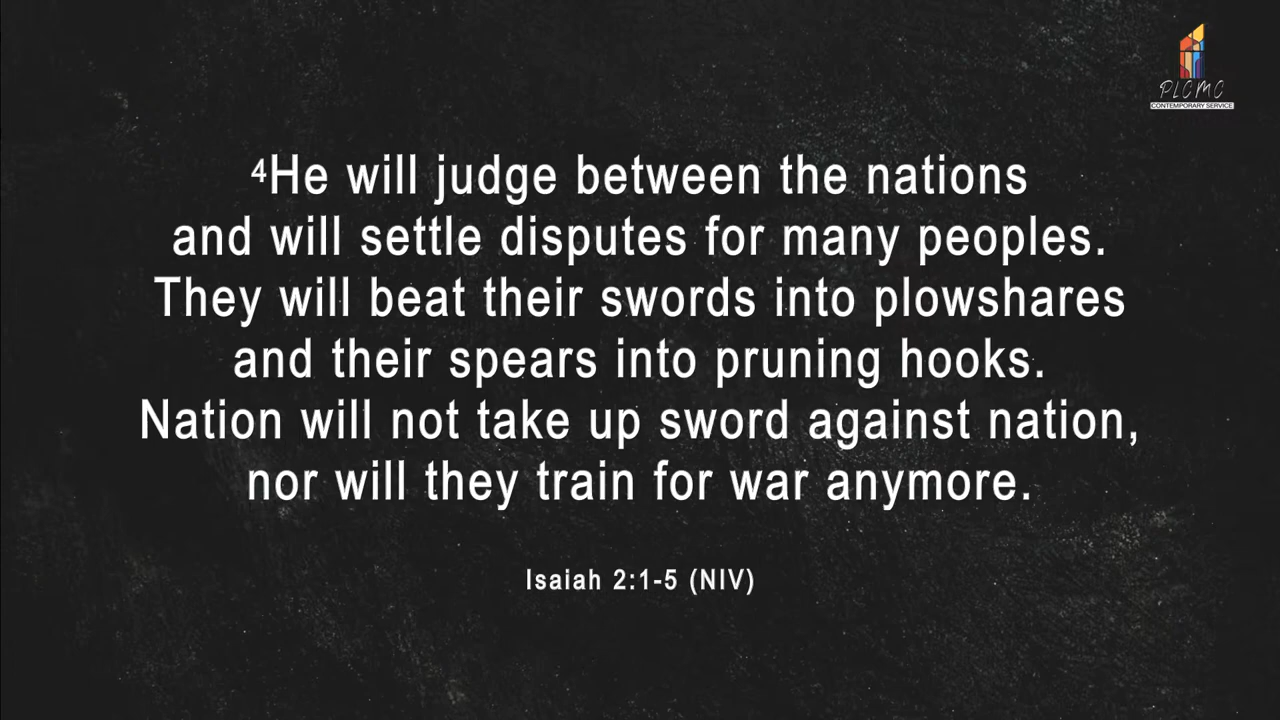 PLCMC
CONTEMPORARY SERVICE
4He will judge between the nations
and will settle disputes for many peoples.
They will beat their swords into plowshares
and their spears into pruning hooks.
Nation will not take up sword against nation,
nor will they train for war anymore.
Isaiah 2:1-5 (NIV)